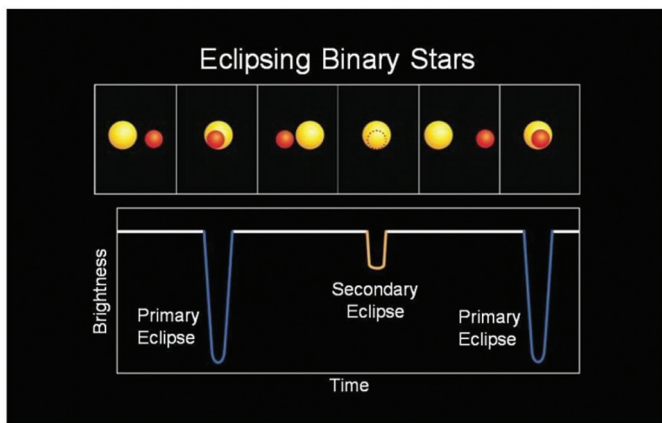 Eclipsing Binary Stars
Brightness
Primary
Eclipse
Secondary
Eclipse
Primary
Eclipse
Time